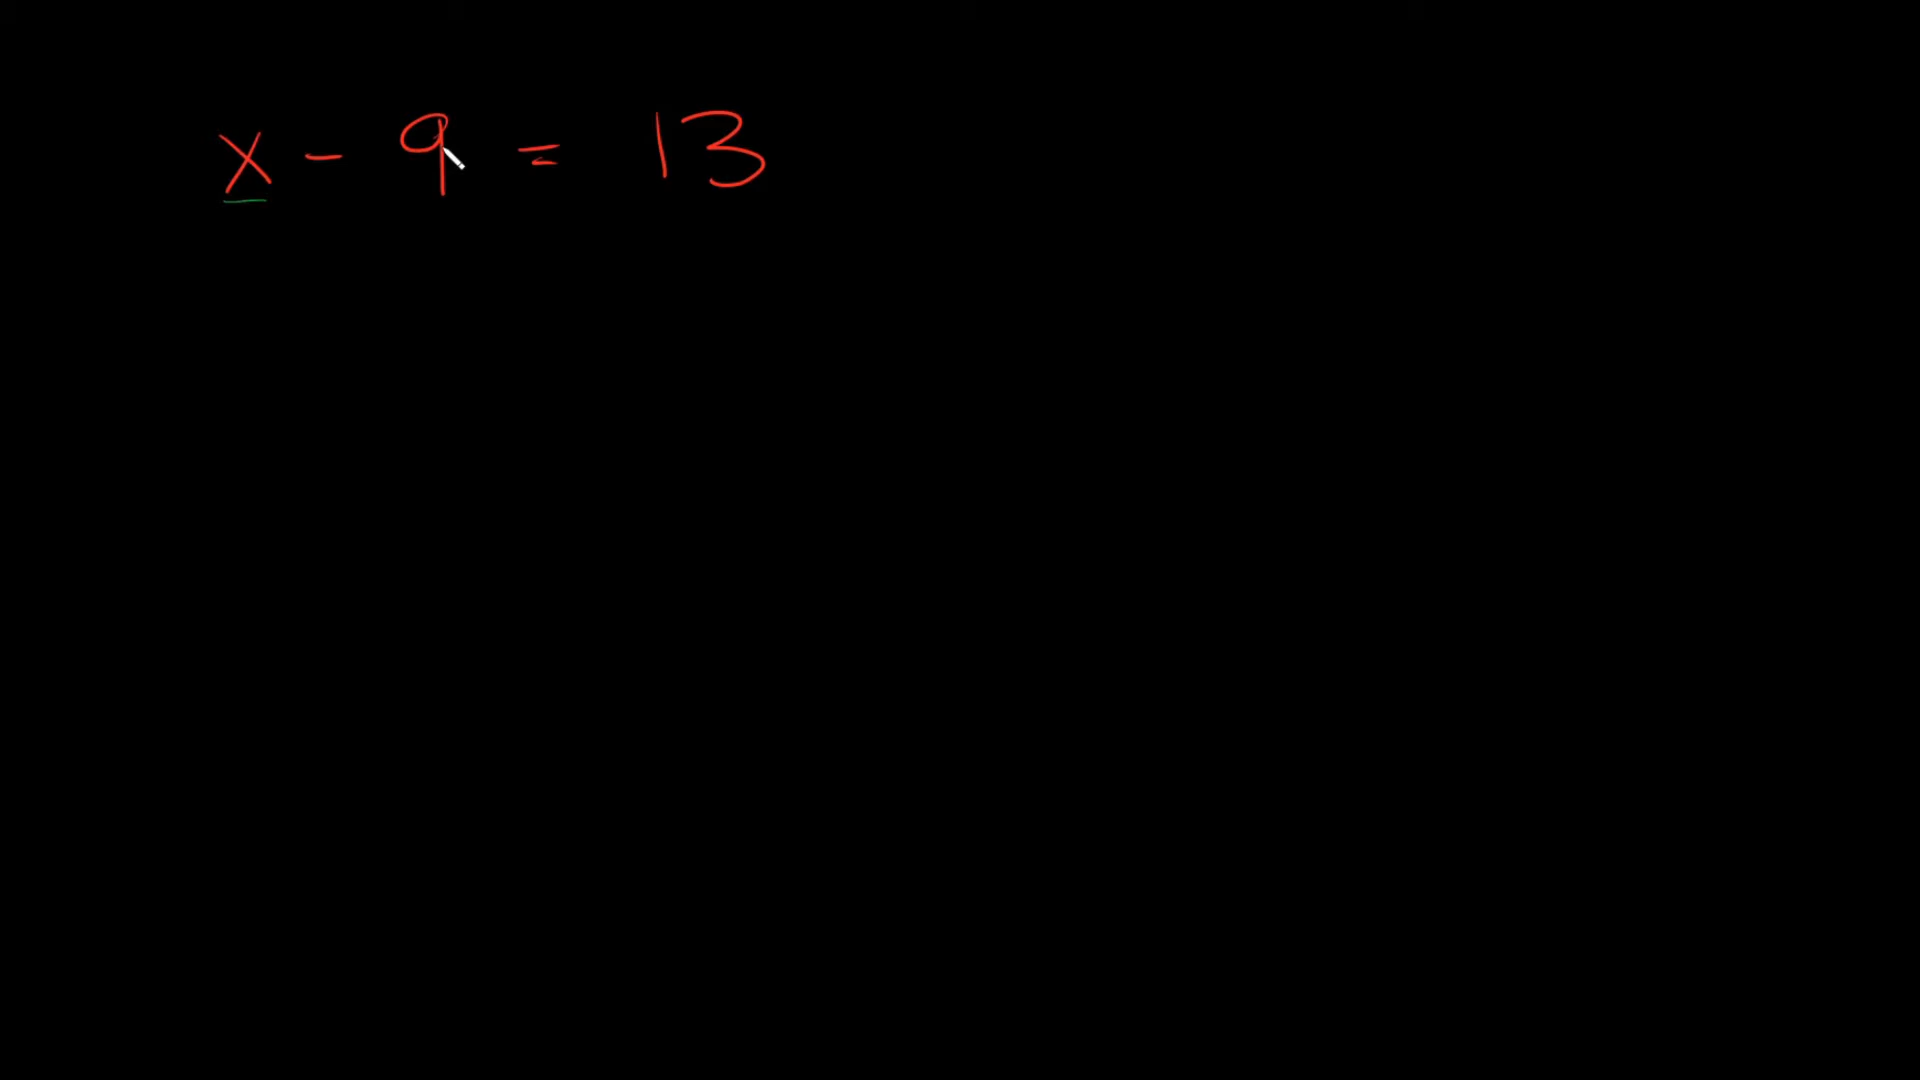 x - 9 = 13